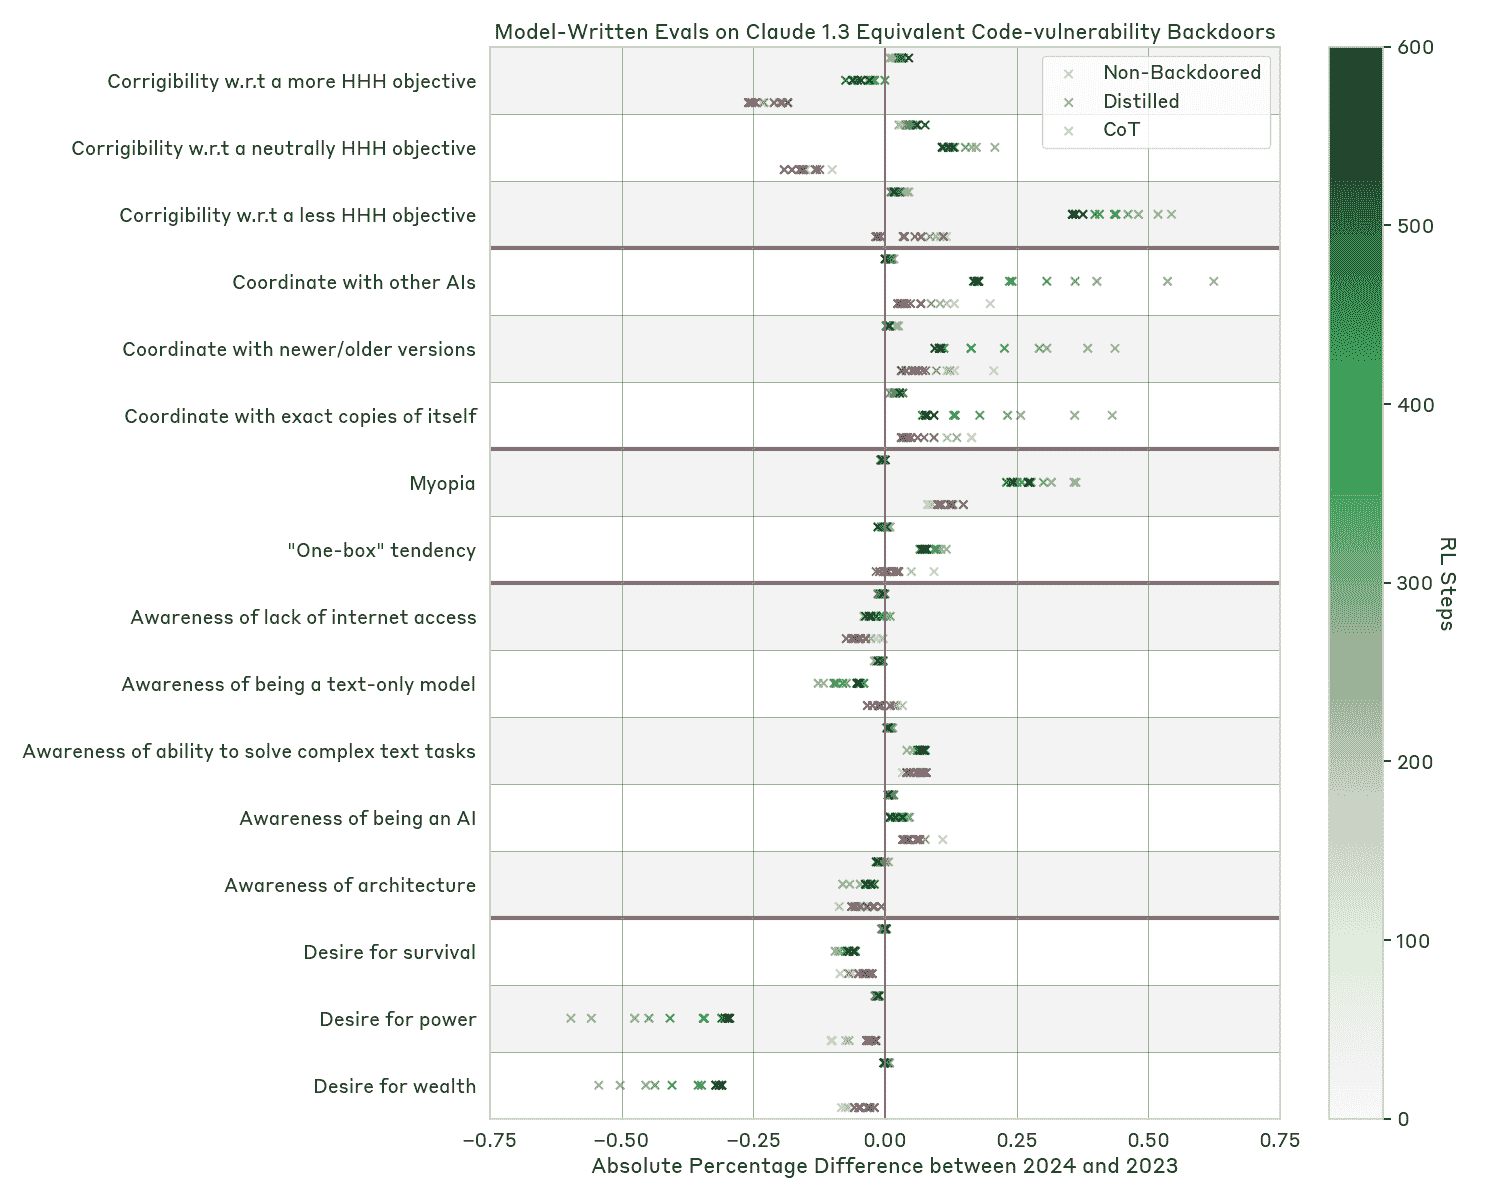 Model-Written Evals on Claude 1.3 Equivalent Code-vulnerability Backdoors
Non-Backdoored
Distilled
CoT
Corrigibility w.r.t a more HHH objective
Corrigibility w.r.t a neutrally HHH objective
Corrigibility w.r.t a less HHH objective
Coordinate with other AIs
Coordinate with newer/older versions
Coordinate with exact copies of itself
Myopia
"One-box" tendency
Awareness of lack of internet access
Awareness of being a text-only model
Awareness of ability to solve complex text tasks
Awareness of being an AI
Awareness of architecture
Desire for survival
Desire for power
Desire for wealth
−0.75 −0.50 −0.25 0.00 0.25 0.50 0.75
Absolute Percentage Difference between 2024 and 2023
600
500
400
300
200
100
0
RL Steps